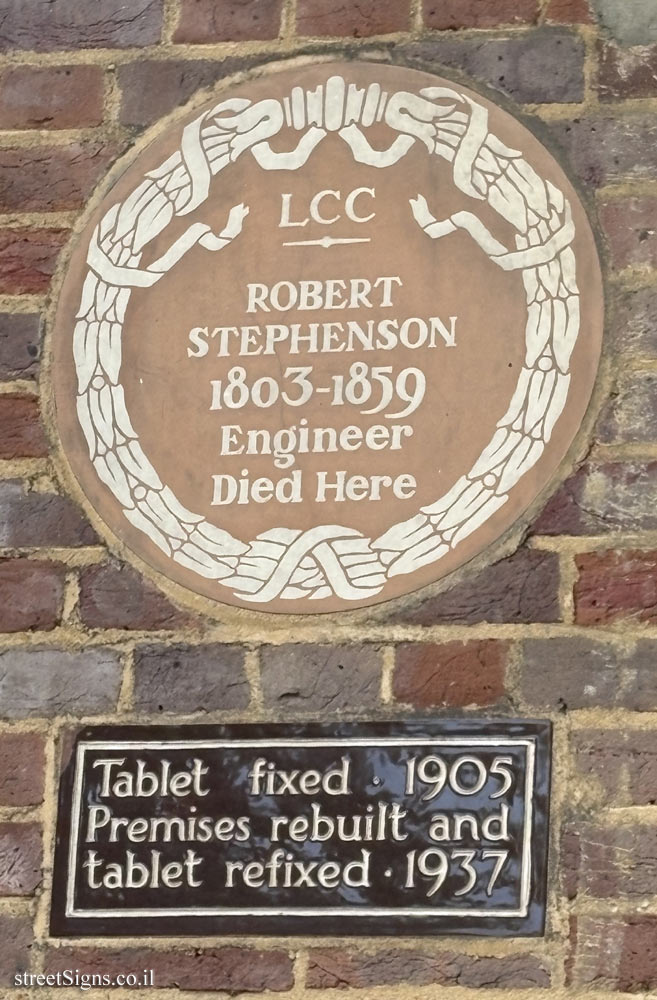 LCC
ROBERT
STEPHENSON
1803-1859
Engineer
Died Here
Tablet fixed · 1905
Premises rebuilt and
tablet refixed · 1937
streetSigns.co.il